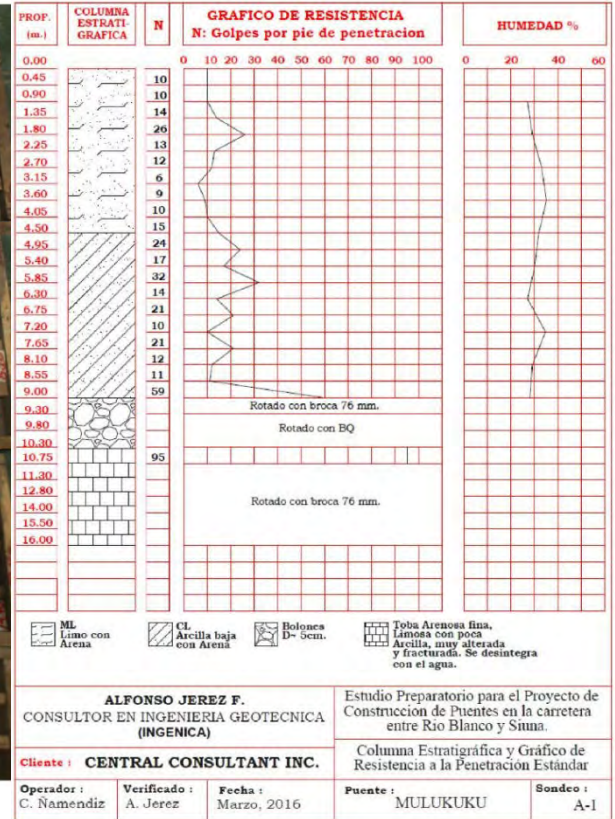 PROF. (m.)
COLUMNA ESTRATI- GRAFICA
N
GRAFICO DE RESISTENCIA
N: Golpes por pie de penetracion
HUMEDAD %
0 10 20 30 40 50 60 70 80 90 100
0 20 40 60
0.00
0.45 10
0.90 10
1.35 14
1.80 26
2.25 13
2.70 12
3.15 6
3.60 9
4.05 10
4.50 15
4.95 24
5.40 17
5.85 32
6.30 14
6.75 21
7.20 10
7.65 21
8.10 12
8.55 11
9.00 59
9.30 Rotado con broca 76 mm.
9.80 Rotado con BQ
10.30
10.75 95
11.30
12.80
14.00 Rotado con broca 76 mm.
15.50
16.00
ML
Limo con
Arena
CL
Arcilla baja
con Arena
Bolones
D~ 5cm.
Toba Arenosa fina,
Limosa con poca
Arcilla, muy alterada
y fracturada. Se desintegra
con el agua.
ALFONSO JEREZ F.
CONSULTOR EN INGENIERIA GEOTECNICA
(INGENICA)
Estudio Preparatorio para el Proyecto de
Construccion de Puentes en la carretera
entre Rio Blanco y Siuna.
Cliente : CENTRAL CONSULTANT INC.
Columna Estratigráfica y Gráfico de
Resistencia a la Penetración Estándar
Operador :
C. Ñamendiz
Verificado :
A. Jerez
Fecha :
Marzo, 2016
Puente :
MULUKUKU
Sondeo :
A-1